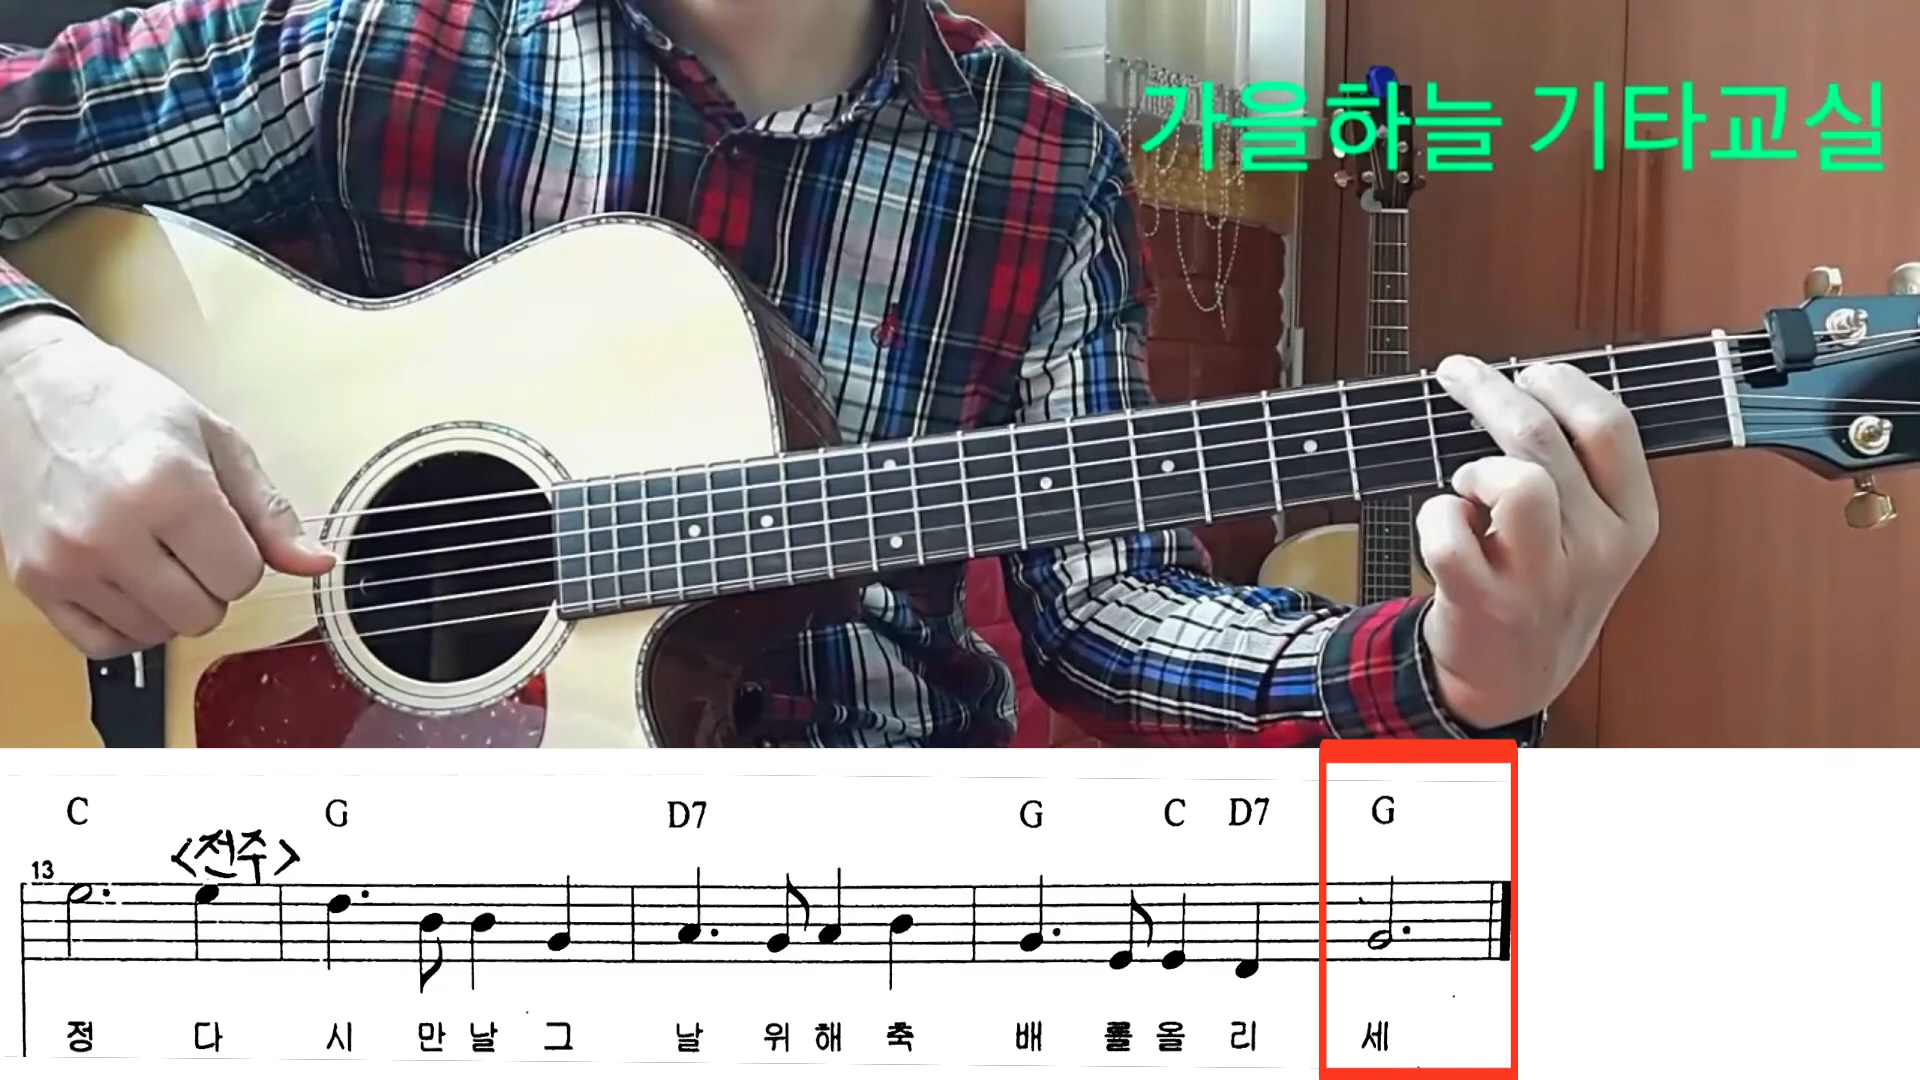 가을하늘 기타교실
C G D7 G C D7 G
<전주>
13
정 다 시 만 날 그 날 위 해 축 배 를 올 리 세